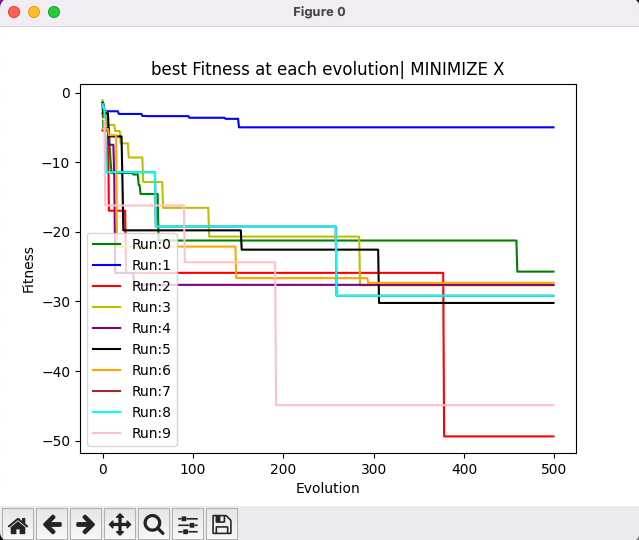 Figure 0
best Fitness at each evolution| MINIMIZE X
0
−10
−20
−30
−40
−50
Fitness
Run:0
Run:1
Run:2
Run:3
Run:4
Run:5
Run:6
Run:7
Run:8
Run:9
0 100 200 300 400 500
Evolution